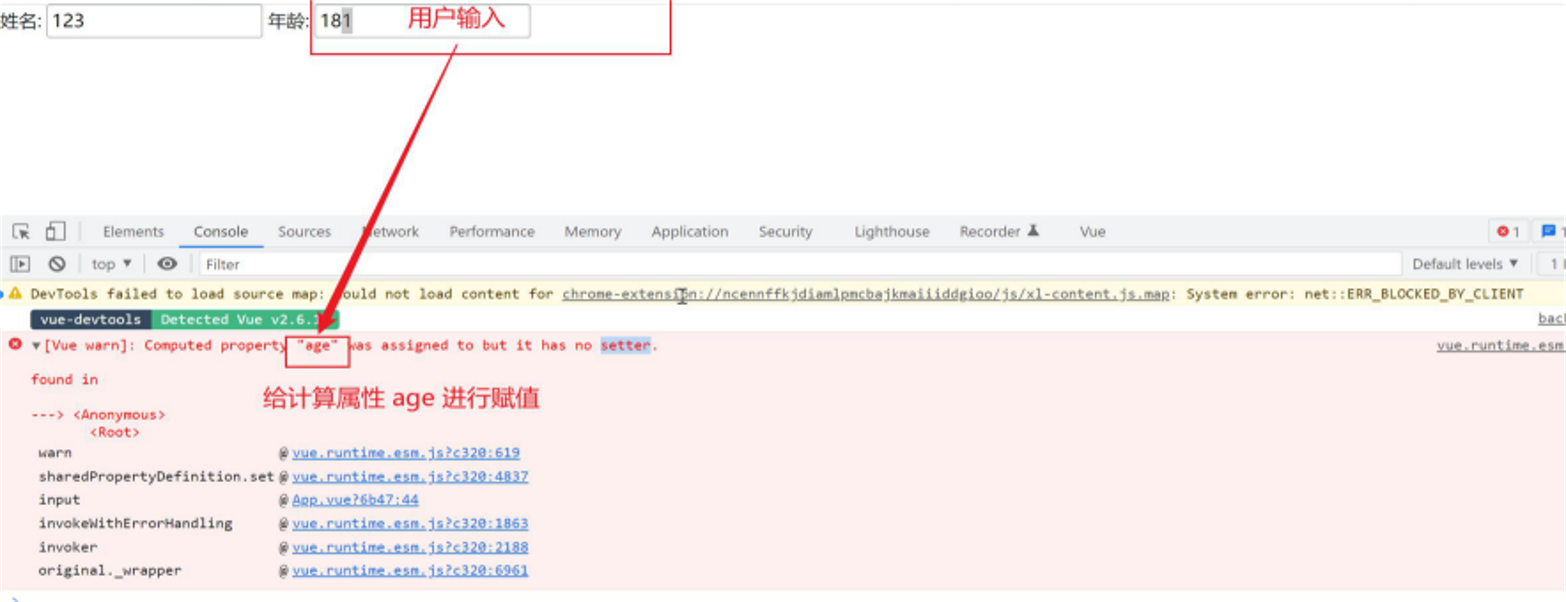 姓名: 123 年龄: 181 用户输入
Elements Console Sources Network Performance Memory Application Security Lighthouse Recorder Vue 1 1
top ▼ Filter Default levels ▼ 1
DevTools failed to load source map: Could not load content for chrome-extension://ncennffkjdiamlpmcbajkmaiiiddgioo/js/xl-content.js.map: System error: net::ERR_BLOCKED_BY_CLIENT
vue-devtools Detected Vue v2.6.1 bac
▼[Vue warn]: Computed property "age" was assigned to but it has no setter. vue.runtime.esm
found in
给计算属性 age 进行赋值
---> <Anonymous>
<Root>
warn @ vue.runtime.esm.js?c320:619
sharedPropertyDefinition.set @ vue.runtime.esm.js?c320:4837
input @ App.vue?6b47:44
invokeWithErrorHandling @ vue.runtime.esm.js?c320:1863
invoker @ vue.runtime.esm.js?c320:2188
original._wrapper @ vue.runtime.esm.js?c320:6961